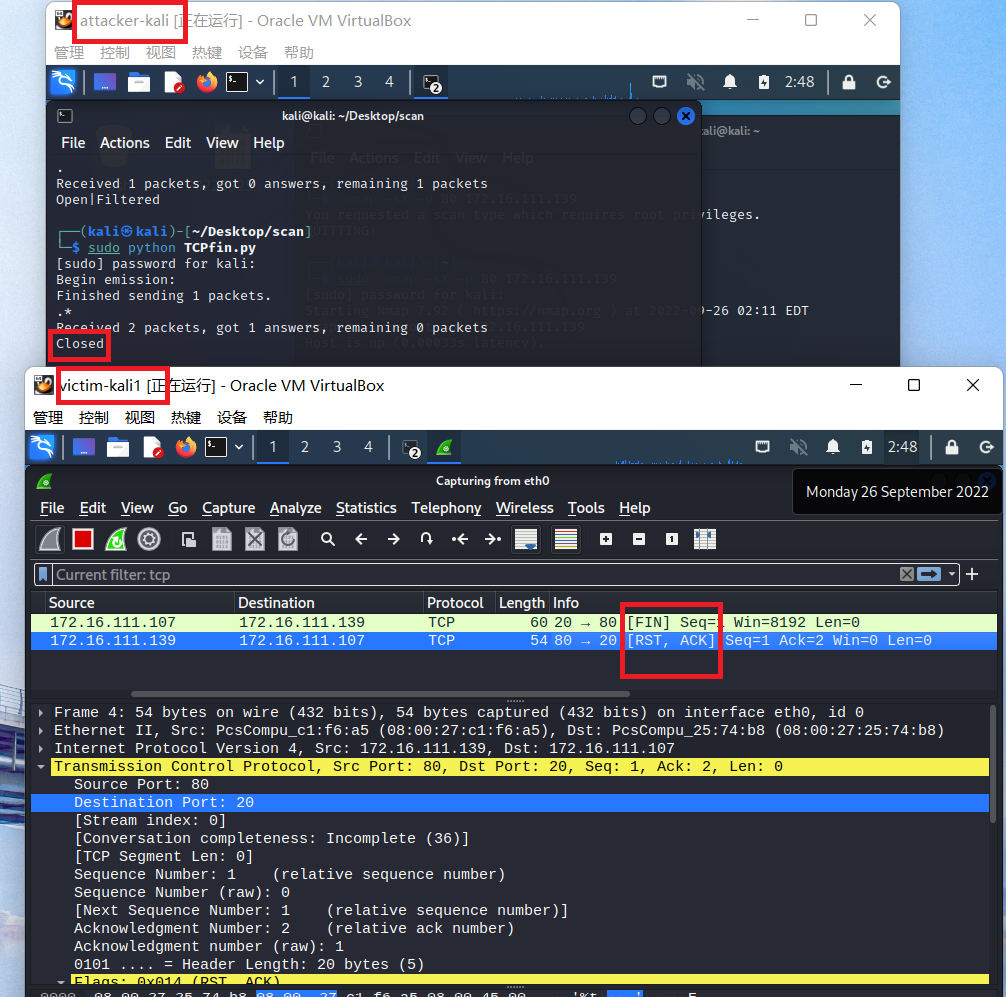 attacker-kali [正在运行] - Oracle VM VirtualBox
管理 控制 视图 热键 设备 帮助
1 2 3 4 2 2:48
kali@kali: ~/Desktop/scan
ali@kali: ~
File Actions Edit View Help
File Actions Edit View Help
.
Received 1 packets, got 0 answers, remaining 1 packets
80 172.16.111.139
Open|Filtered
You requested a scan type which requires root privileges.
QUITTING!
┌──(kali㉿kali)-[~/Desktop/scan]
└─$ sudo python TCPfin.py
[sudo] password for kali:
Begin emission:
80 172.16.111.139
Finished sending 1 packets.
[sudo] password for kali:
.*
Starting Nmap 7.92 ( https://nmap.org ) at 2022-09-26 02:11 EDT
Received 2 packets, got 1 answers, remaining 0 packets
172.16.111.139
Closed
Host is up (0.00033s latency).
victim-kali1 [正在运行] - Oracle VM VirtualBox
管理 控制 视图 热键 设备 帮助
1 2 3 4 2 2:48
Capturing from eth0
Monday 26 September 2022
File Edit View Go Capture Analyze Statistics Telephony Wireless Tools Help
Current filter: tcp
Source Destination Protocol Length Info
172.16.111.107 172.16.111.139 TCP 60 20 → 80 [FIN] Seq=1 Win=8192 Len=0
172.16.111.139 172.16.111.107 TCP 54 80 → 20 [RST, ACK] Seq=1 Ack=2 Win=0 Len=0
Frame 4: 54 bytes on wire (432 bits), 54 bytes captured (432 bits) on interface eth0, id 0
Ethernet II, Src: PcsCompu_c1:f6:a5 (08:00:27:c1:f6:a5), Dst: PcsCompu_25:74:b8 (08:00:27:25:74:b8)
Internet Protocol Version 4, Src: 172.16.111.139, Dst: 172.16.111.107
Transmission Control Protocol, Src Port: 80, Dst Port: 20, Seq: 1, Ack: 2, Len: 0
Source Port: 80
Destination Port: 20
[Stream index: 0]
[Conversation completeness: Incomplete (36)]
[TCP Segment Len: 0]
Sequence Number: 1 (relative sequence number)
Sequence Number (raw): 0
[Next Sequence Number: 1 (relative sequence number)]
Acknowledgment Number: 2 (relative ack number)
Acknowledgment number (raw): 1
0101 .... = Header Length: 20 bytes (5)
Flags: 0x014 (RST, ACK)
0000 08 00 27 25 74 b8 08 00 27 c1 f6 a5 08 00 45 00